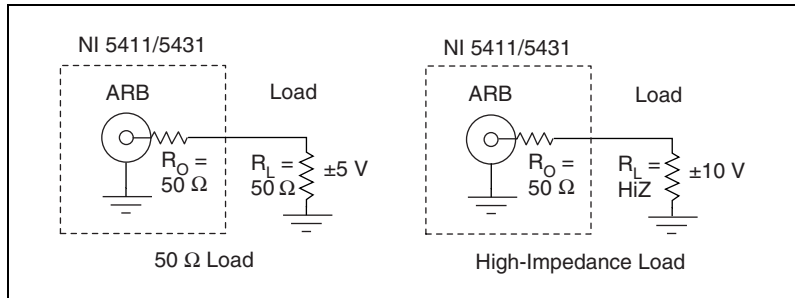 NI 5411/5431
ARB
Load
R_O =
50 Ω
R_L =
50 Ω
±5 V
50 Ω Load
NI 5411/5431
ARB
Load
R_O =
50 Ω
R_L =
HiZ
±10 V
High-Impedance Load